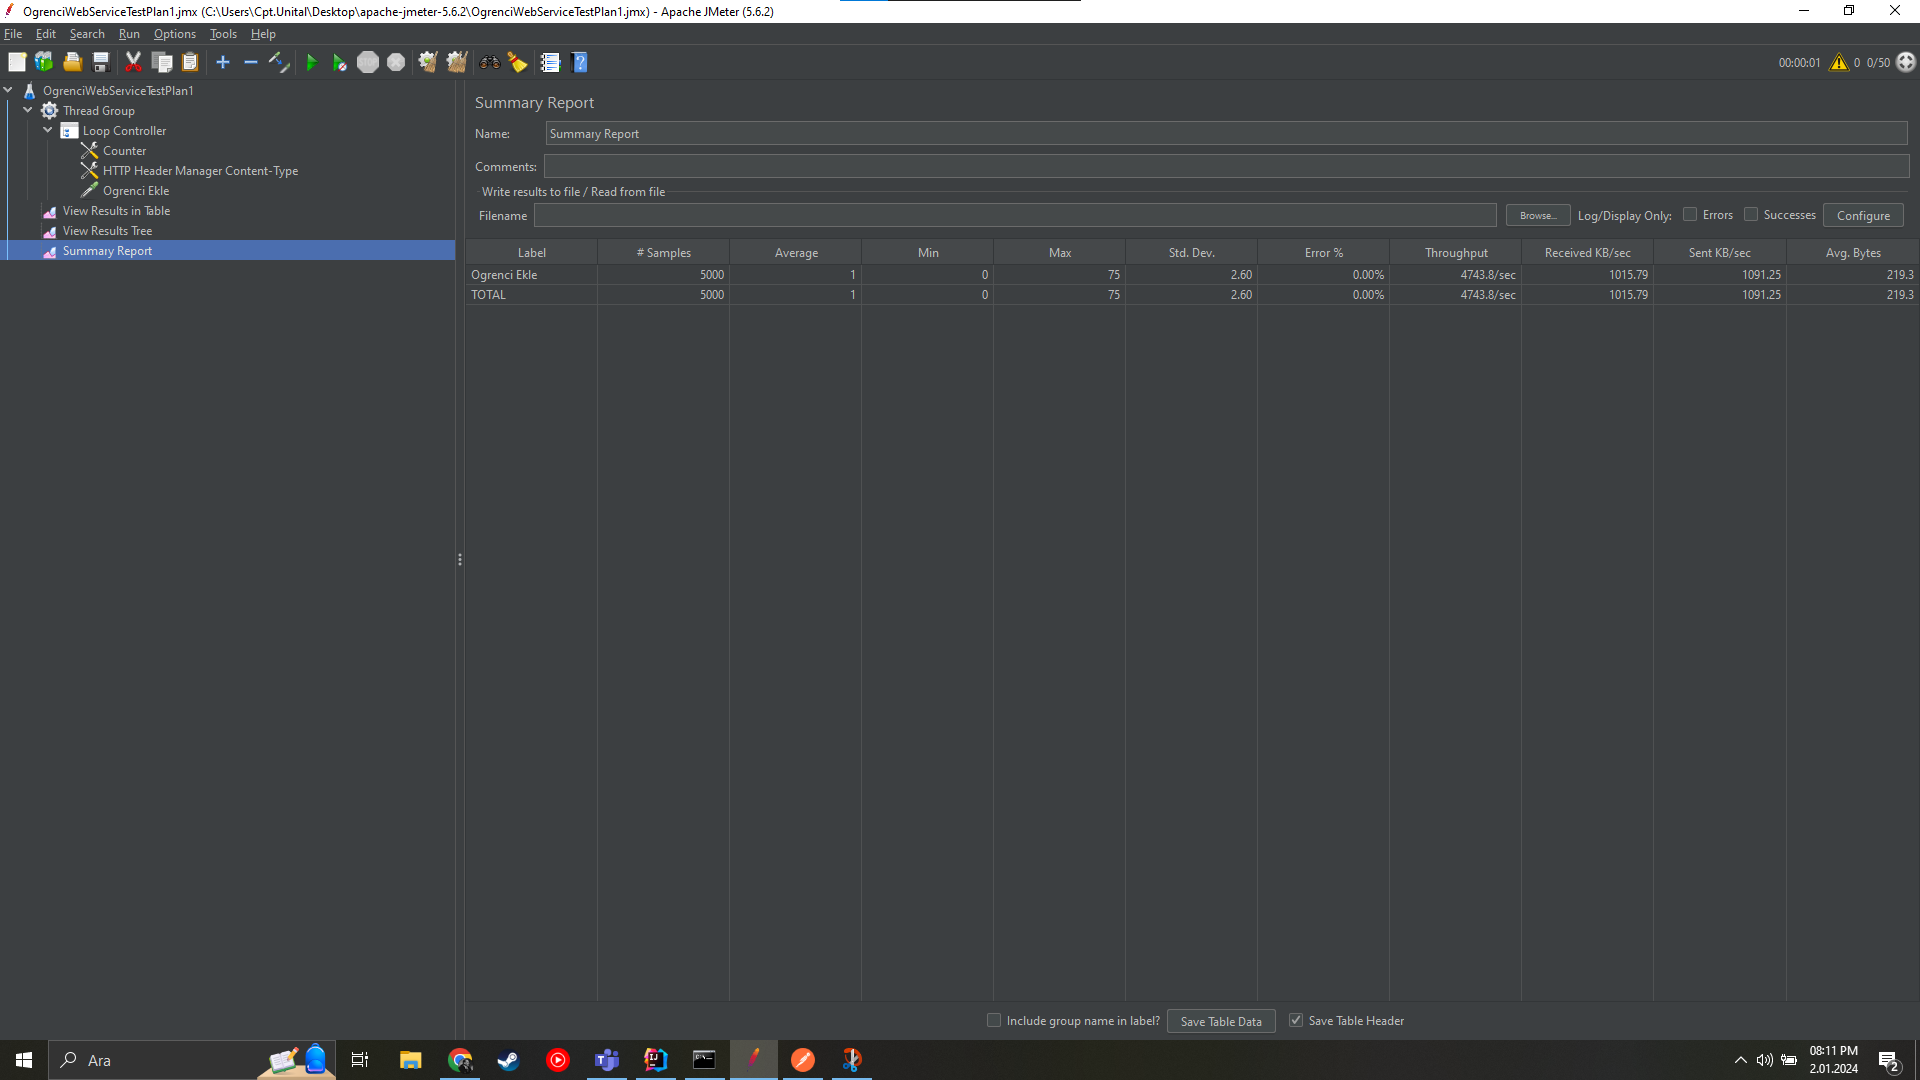 OgrenciWebServiceTestPlan1.jmx (C:\Users\Cpt.Unital\Desktop\apache-jmeter-5.6.2\OgrenciWebServiceTestPlan1.jmx) - Apache JMeter (5.6.2)
File Edit Search Run Options Tools Help
STOP
00:00:01 0 0/50
OgrenciWebServiceTestPlan1
Thread Group
Loop Controller
Counter
HTTP Header Manager Content-Type
Ogrenci Ekle
View Results in Table
View Results Tree
Summary Report
Summary Report
Name: Summary Report
Comments:
Write results to file / Read from file
Filename Browse... Log/Display Only: Errors Successes Configure
Label # Samples Average Min Max Std. Dev. Error % Throughput Received KB/sec Sent KB/sec Avg. Bytes
Ogrenci Ekle 5000 1 0 75 2.60 0.00% 4743.8/sec 1015.79 1091.25 219.3
TOTAL 5000 1 0 75 2.60 0.00% 4743.8/sec 1015.79 1091.25 219.3
Include group name in label? Save Table Data Save Table Header
Ara
08:11 PM
2.01.2024
2